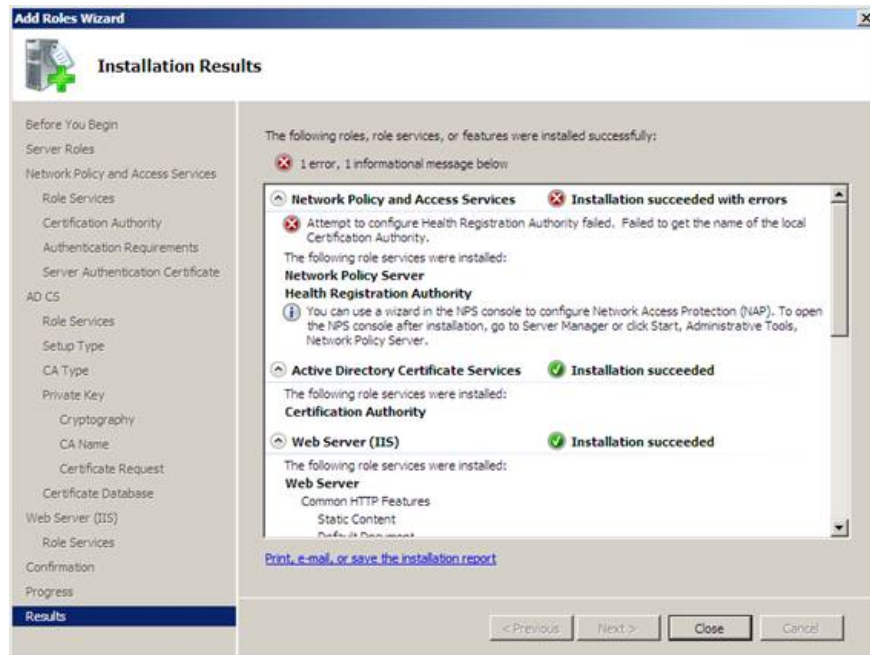 Add Roles Wizard
Installation Results
Before You Begin
Server Roles
Network Policy and Access Services
Role Services
Certification Authority
Authentication Requirements
Server Authentication Certificate
AD CS
Role Services
Setup Type
CA Type
Private Key
Cryptography
CA Name
Certificate Request
Certificate Database
Web Server (IIS)
Role Services
Confirmation
Progress
Results
The following roles, role services, or features were installed successfully:
1 error, 1 informational message below
Network Policy and Access Services Installation succeeded with errors
Attempt to configure Health Registration Authority failed. Failed to get the name of the local
Certification Authority.
The following role services were installed:
Network Policy Server
Health Registration Authority
You can use a wizard in the NPS console to configure Network Access Protection (NAP). To open
the NPS console after installation, go to Server Manager or click Start, Administrative Tools,
Network Policy Server.
Active Directory Certificate Services Installation succeeded
The following role services were installed:
Certification Authority
Web Server (IIS) Installation succeeded
The following role services were installed:
Web Server
Common HTTP Features
Static Content
Default Document
Print, e-mail, or save the installation report
< Previous Next > Close Cancel